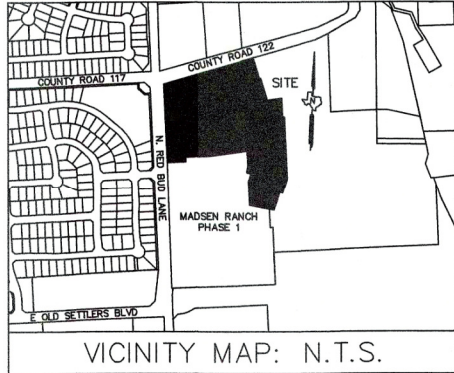 COUNTY ROAD 122
SITE
COUNTY ROAD 117
N
N. RED BUD LANE
MADSEN RANCH
PHASE 1
E OLD SETTLERS BLVD
VICINITY MAP: N.T.S.